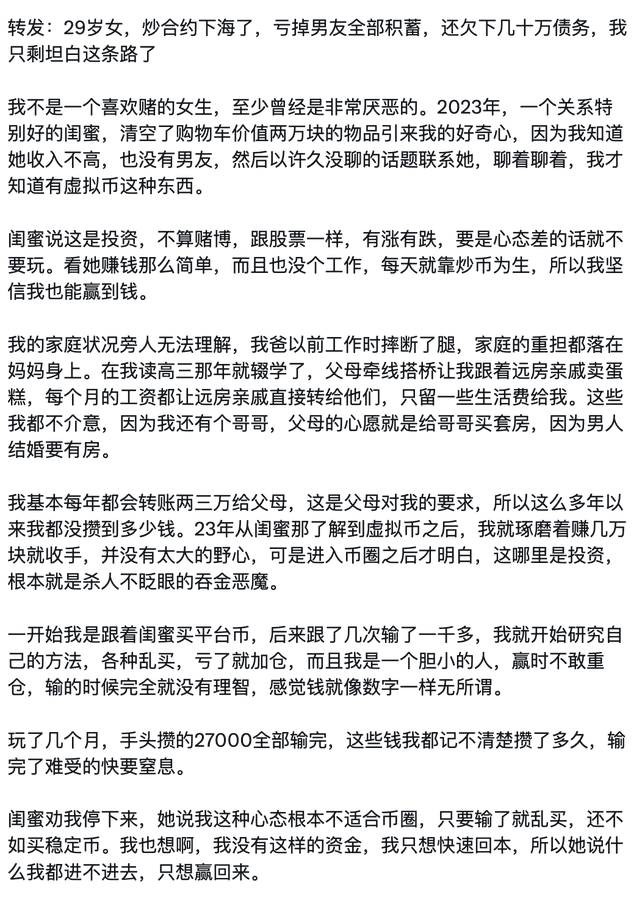 转发：29岁女，炒合约下海了，亏掉男友全部积蓄，还欠下几十万债务，我
只剩坦白这条路了
我不是一个喜欢赌的女生，至少曾经是非常厌恶的。2023年，一个关系特
别好的闺蜜，清空了购物车价值两万块的物品引来我的好奇心，因为我知道
她收入不高，也没有男友，然后以许久没聊的话题联系她，聊着聊着，我才
知道有虚拟币这种东西。
闺蜜说这是投资，不算赌博，跟股票一样，有涨有跌，要是心态差的话就不
要玩。看她赚钱那么简单，而且也没个工作，每天就靠炒币为生，所以我坚
信我也能赢到钱。
我的家庭状况旁人无法理解，我爸以前工作时摔断了腿，家庭的重担都落在
妈妈身上。在我读高三那年就辍学了，父母牵线搭桥让我跟着远房亲戚卖蛋
糕，每个月的工资都让远房亲戚直接转给他们，只留一些生活费给我。这些
我都不介意，因为我还有个哥哥，父母的心愿就是给哥哥买套房，因为男人
结婚要有房。
我基本每年都会转账两三万给父母，这是父母对我的要求，所以这么多年以
来我都没攒到多少钱。23年从闺蜜那了解到虚拟币之后，我就琢磨着赚几万
块就收手，并没有太大的野心，可是进入币圈之后才明白，这哪里是投资，
根本就是杀人不眨眼的吞金恶魔。
一开始我是跟着闺蜜买平台币，后来跟了几次输了一千多，我就开始研究自
己的方法，各种乱买，亏了就加仓，而且我是一个胆小的人，赢时不敢重
仓，输的时候完全就没有理智，感觉钱就像数字一样无所谓。
玩了几个月，手头攒的27000全部输完，这些钱我都记不清楚攒了多久，输
完了难受的快要窒息。
闺蜜劝我停下来，她说我这种心态根本不适合币圈，只要输了就乱买，还不
如买稳定币。我也想啊，我没有这样的资金，我只想快速回本，所以她说什
么我都进不进去，只想赢回来。